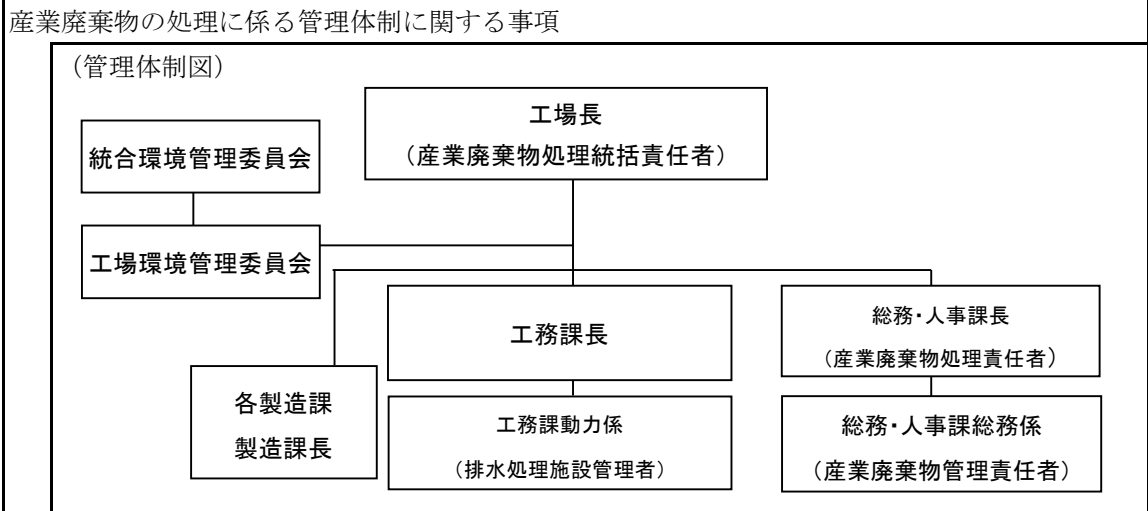 産業廃棄物の処理に係る管理体制に関する事項
（管理体制図）
工場長
（産業廃棄物処理統括責任者）
統合環境管理委員会
工場環境管理委員会
工務課長
総務・人事課長
（産業廃棄物処理責任者）
各製造課
製造課長
工務課動力係
（排水処理施設管理者）
総務・人事課総務係
（産業廃棄物管理責任者）